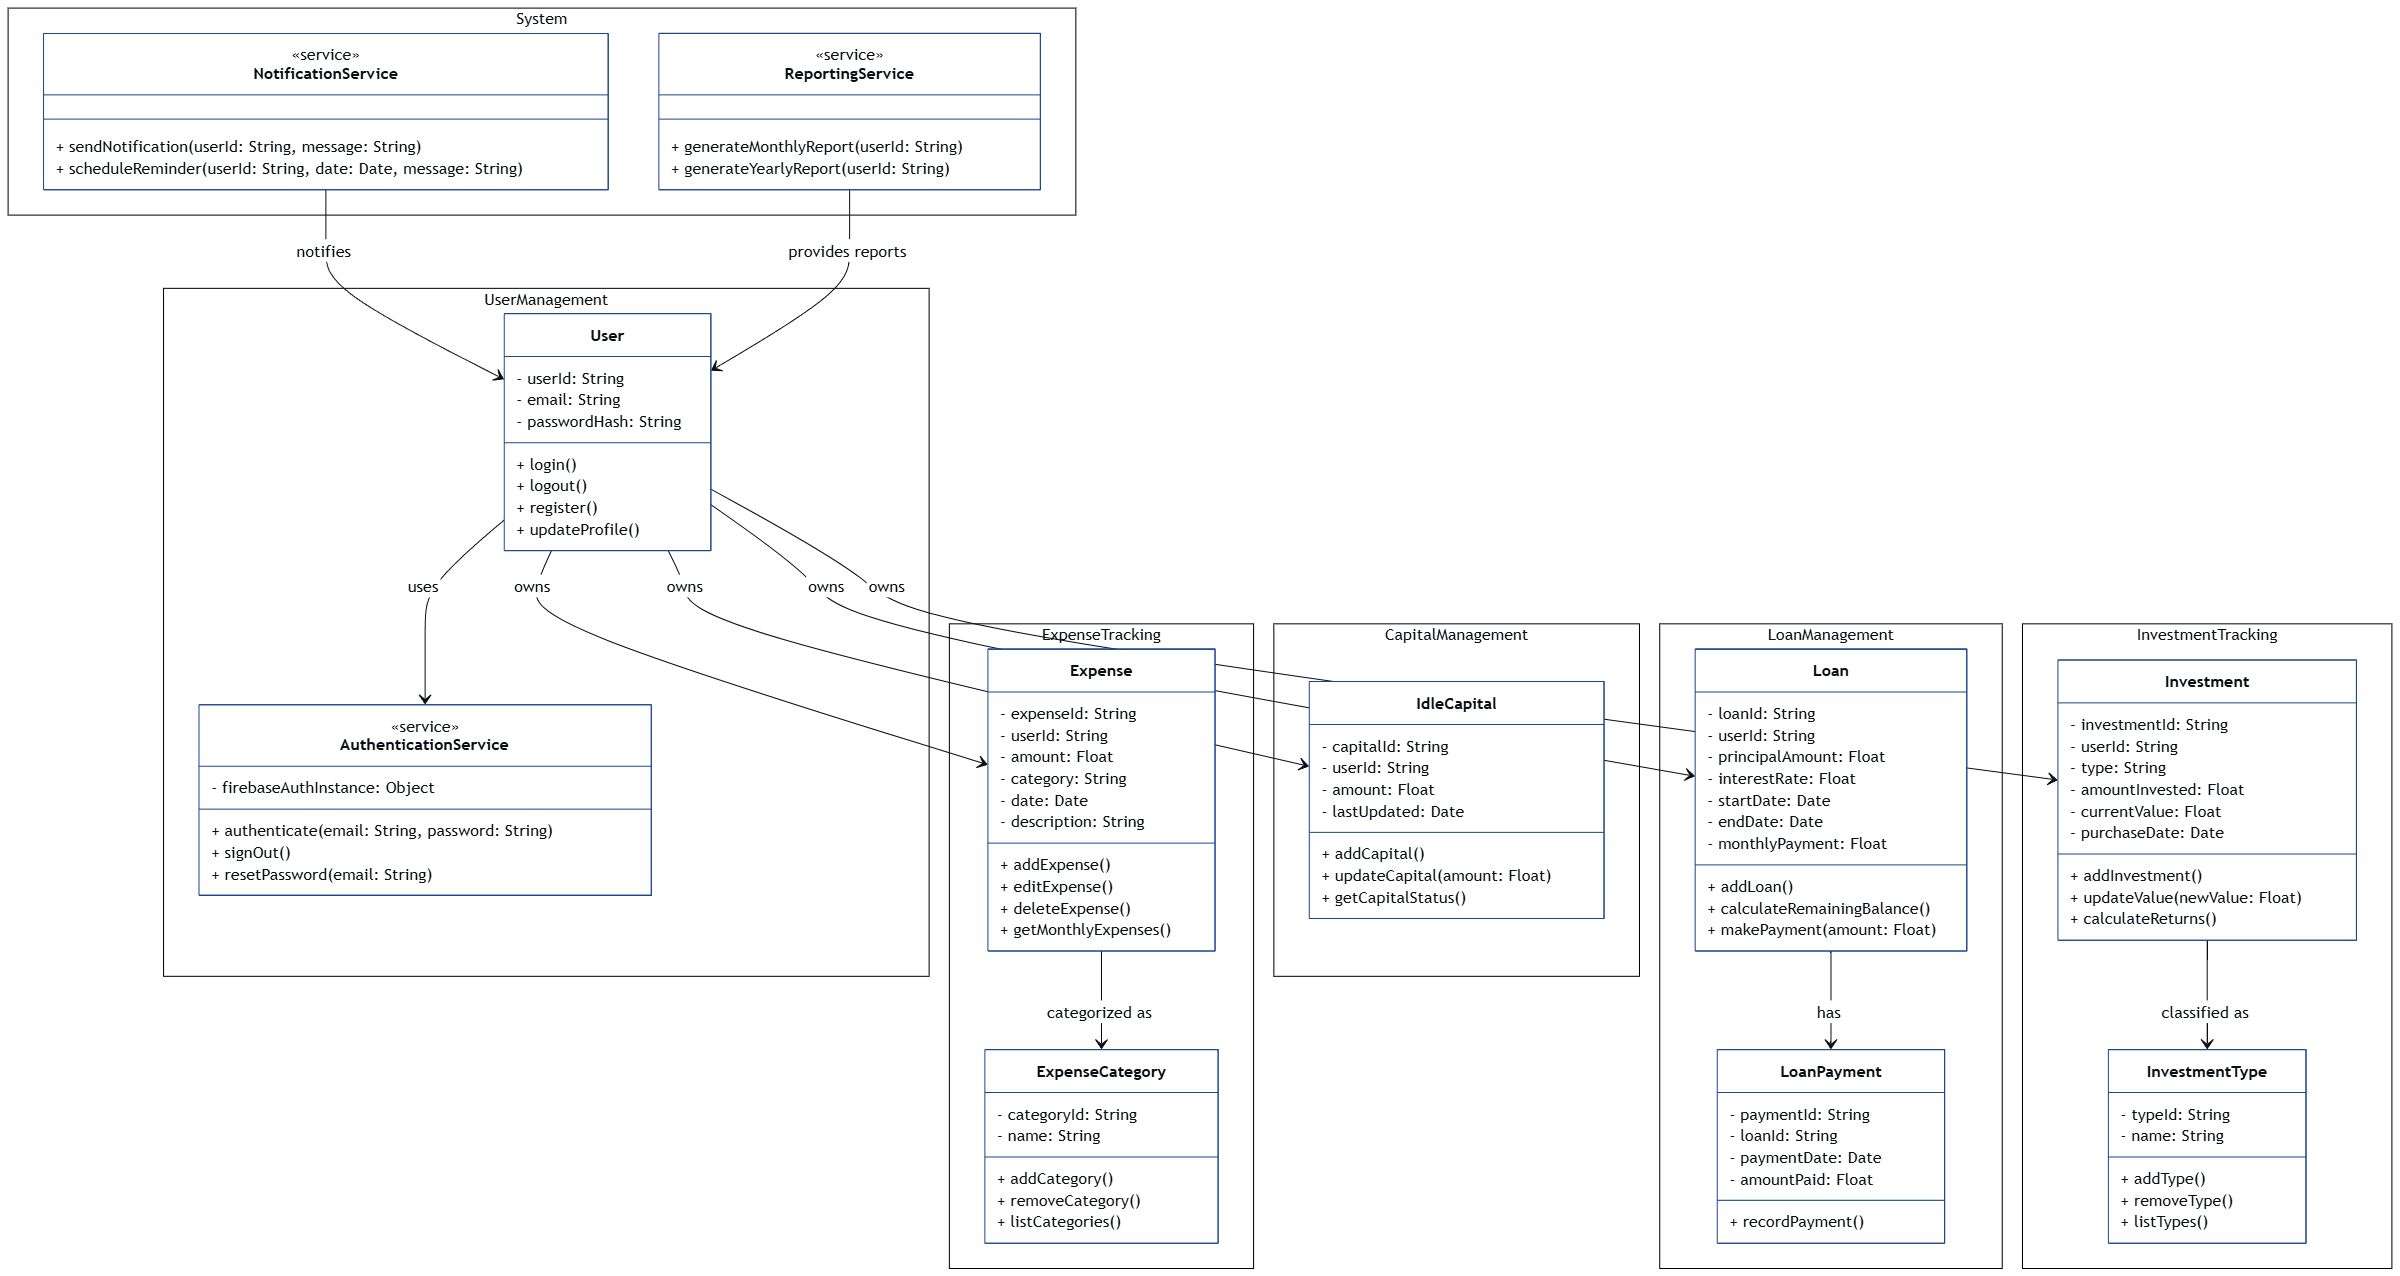 System
«service»
NotificationService
+ sendNotification(userId: String, message: String)
+ scheduleReminder(userId: String, date: Date, message: String)
«service»
ReportingService
+ generateMonthlyReport(userId: String)
+ generateYearlyReport(userId: String)
notifies
provides reports
UserManagement
User
- userId: String
- email: String
- passwordHash: String
+ login()
+ logout()
+ register()
+ updateProfile()
uses
owns
owns
owns
owns
«service»
AuthenticationService
- firebaseAuthInstance: Object
+ authenticate(email: String, password: String)
+ signOut()
+ resetPassword(email: String)
ExpenseTracking
Expense
- expenseId: String
- userId: String
- amount: Float
- category: String
- date: Date
- description: String
+ addExpense()
+ editExpense()
+ deleteExpense()
+ getMonthlyExpenses()
categorized as
ExpenseCategory
- categoryId: String
- name: String
+ addCategory()
+ removeCategory()
+ listCategories()
CapitalManagement
IdleCapital
- capitalId: String
- userId: String
- amount: Float
- lastUpdated: Date
+ addCapital()
+ updateCapital(amount: Float)
+ getCapitalStatus()
LoanManagement
Loan
- loanId: String
- userId: String
- principalAmount: Float
- interestRate: Float
- startDate: Date
- endDate: Date
- monthlyPayment: Float
+ addLoan()
+ calculateRemainingBalance()
+ makePayment(amount: Float)
has
LoanPayment
- paymentId: String
- loanId: String
- paymentDate: Date
- amountPaid: Float
+ recordPayment()
InvestmentTracking
Investment
- investmentId: String
- userId: String
- type: String
- amountInvested: Float
- currentValue: Float
- purchaseDate: Date
+ addInvestment()
+ updateValue(newValue: Float)
+ calculateReturns()
classified as
InvestmentType
- typeId: String
- name: String
+ addType()
+ removeType()
+ listTypes()